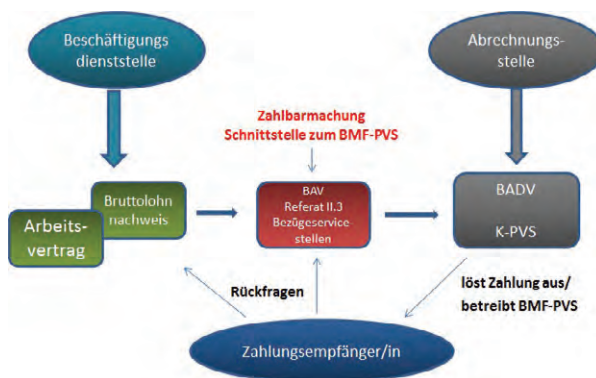 Beschäftigungs
dienststelle
Abrechnungs-
stelle
Zahlbarmachung
Schnittstelle zum BMF-PVS
Arbeits-
vertrag
Bruttolohn
nachweis
BAV
Referat II.3
Bezügeservice
stellen
BADV
K-PVS
Rückfragen
löst Zahlung aus/
betreibt BMF-PVS
Zahlungsempfänger/in